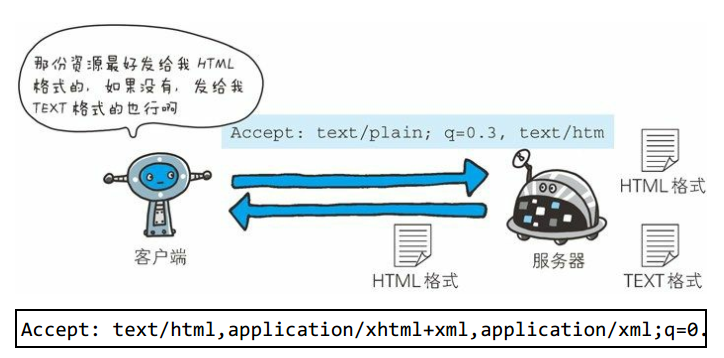 那份资源最好发给我 HTML
格式的，如果没有，发给我
TEXT 格式的也行啊
Accept: text/plain; q=0.3, text/htm
HTML 格式
客户端
HTML 格式
服务器
TEXT 格式
Accept: text/html,application/xhtml+xml,application/xml;q=0.